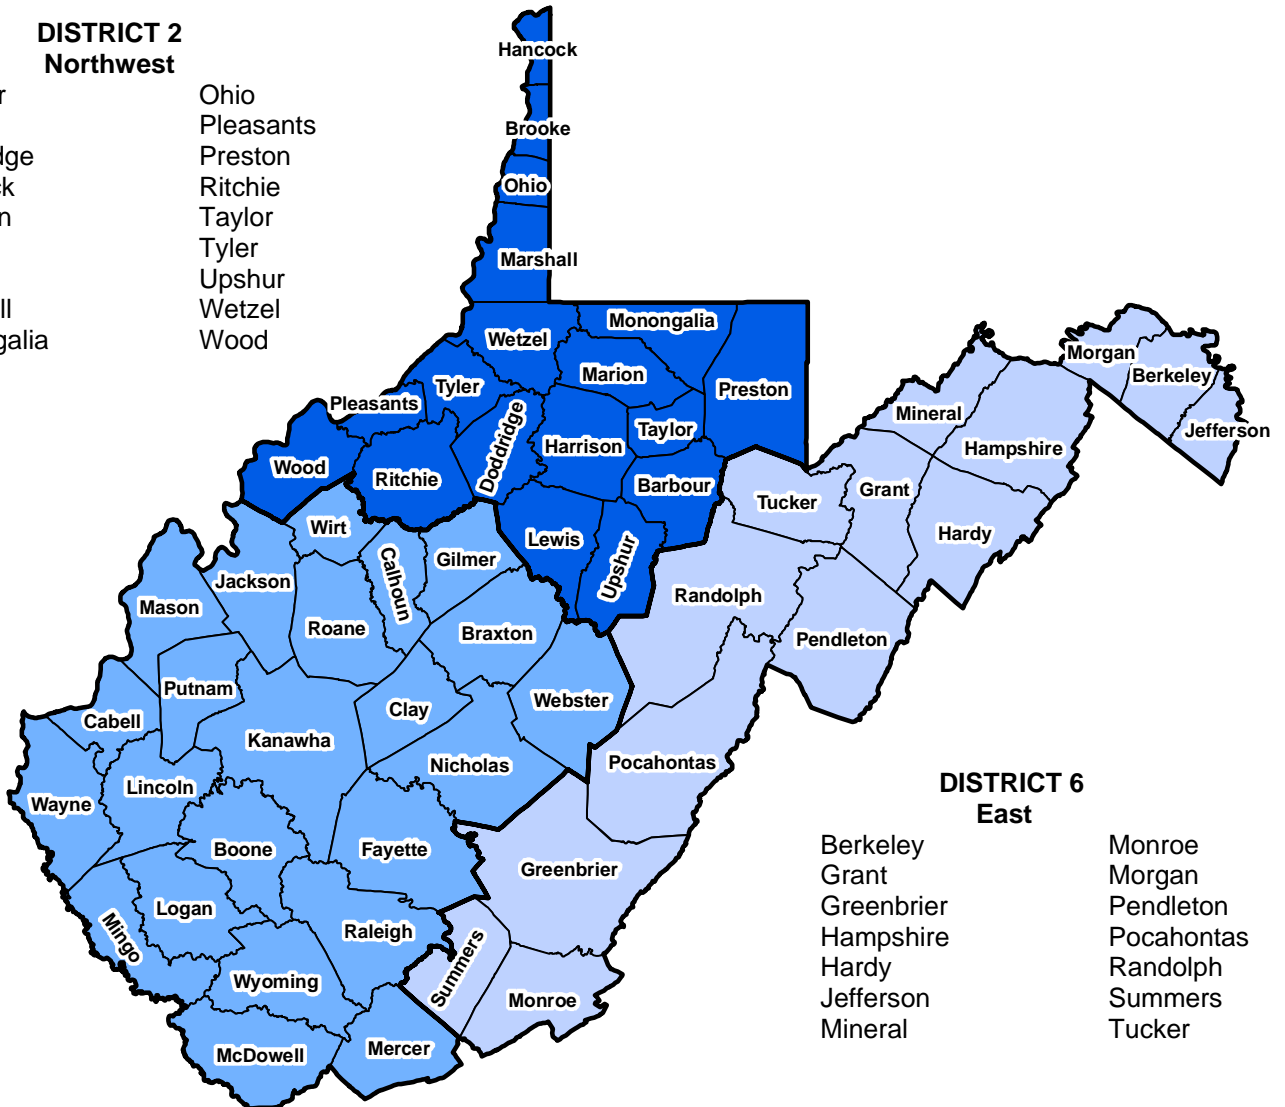 DISTRICT 2
Northwest
Ohio
Pleasants
Preston
Ritchie
Taylor
Tyler
Upshur
Wetzel
Wood
Hancock
Brooke
Ohio
Marshall
Wetzel
Monongalia
Marion
Preston
Tyler
Pleasants
Doddridge
Harrison
Taylor
Wood
Ritchie
Barbour
Lewis
Upshur
Morgan
Berkeley
Jefferson
Mineral
Hampshire
Grant
Tucker
Hardy
Randolph
Pendleton
Pocahontas
Greenbrier
Summers
Monroe
Wirt
Calhoun
Gilmer
Jackson
Mason
Roane
Braxton
Putnam
Clay
Webster
Cabell
Kanawha
Nicholas
Wayne
Lincoln
Boone
Fayette
Logan
Mingo
Raleigh
Wyoming
McDowell
Mercer
DISTRICT 6
East
Berkeley
Grant
Greenbrier
Hampshire
Hardy
Jefferson
Mineral
Monroe
Morgan
Pendleton
Pocahontas
Randolph
Summers
Tucker